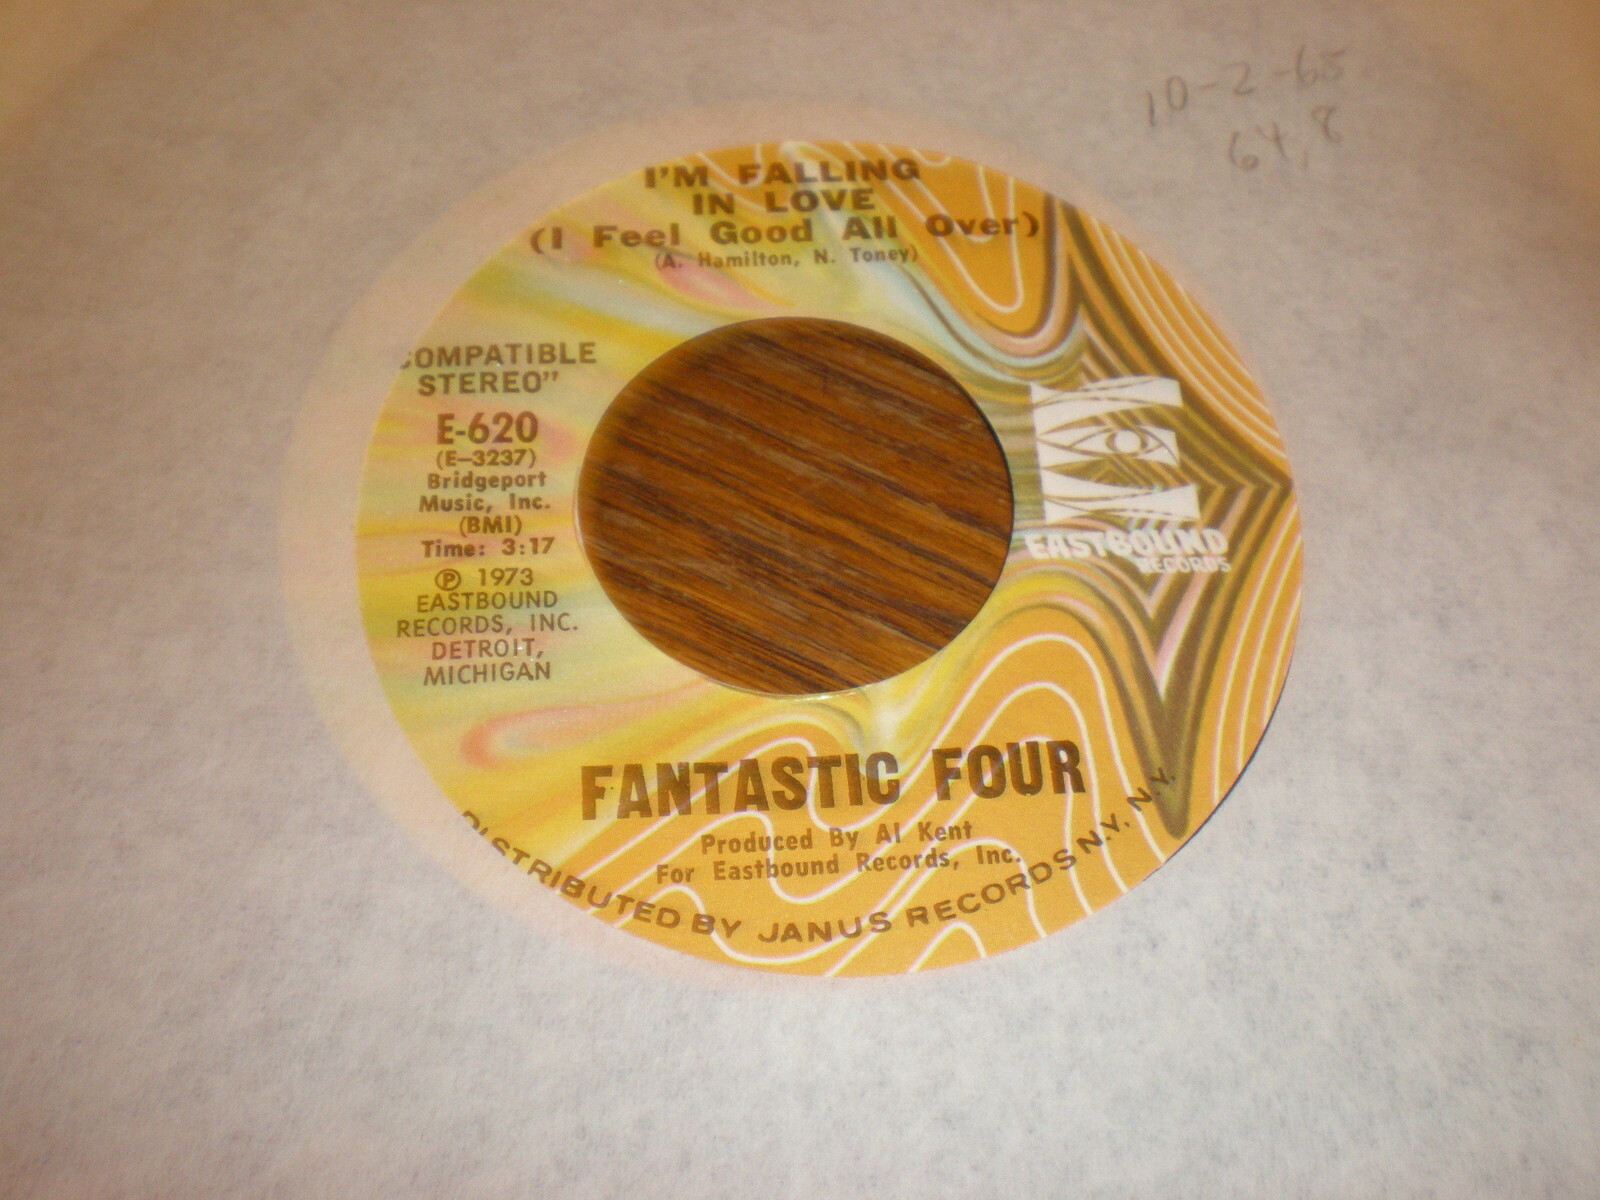 10-2-65
64,8
I'M FALLING
IN LOVE
(I Feel Good All Over)
(A. Hamilton, N. Toney)
COMPATIBLE
STEREO"
E-620
(E-3237)
Bridgeport
Music, Inc.
(BMI)
Time: 3:17
℗ 1973
EASTBOUND
RECORDS, INC.
DETROIT,
MICHIGAN
EASTBOUND
RECORDS
FANTASTIC FOUR
Produced By Al Kent
For Eastbound Records, Inc.
DISTRIBUTED BY JANUS RECORDS N.Y. N.Y.